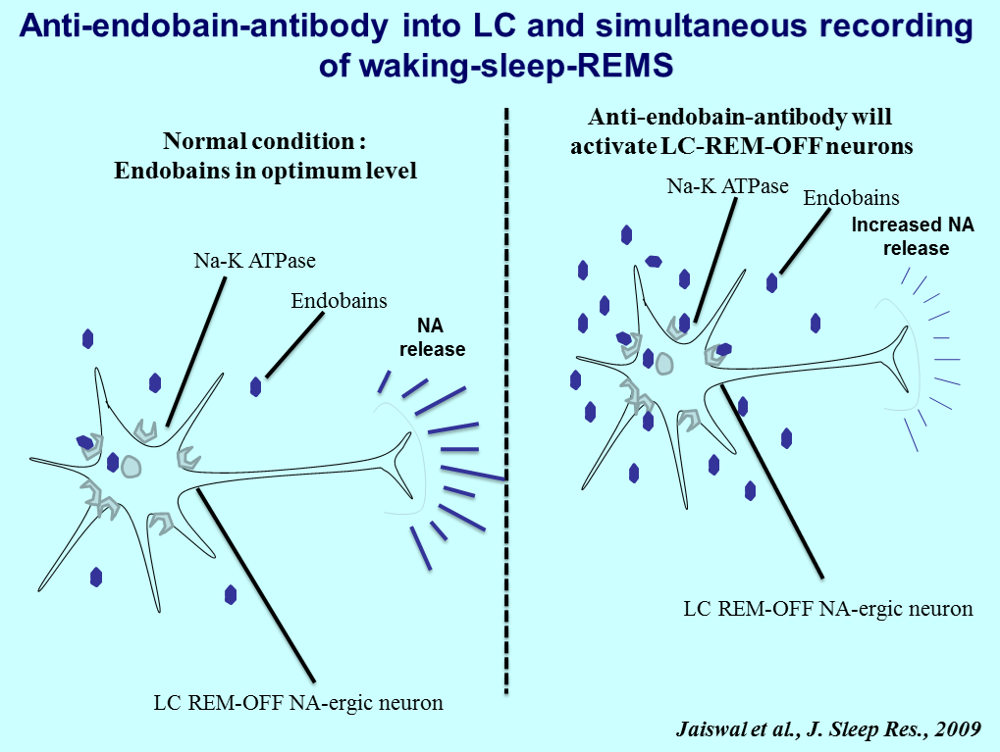 Anti-endobain-antibody into LC and simultaneous recording
of waking-sleep-REMS
Normal condition :
Endobains in optimum level
Na-K ATPase
Endobains
NA
release
LC REM-OFF NA-ergic neuron
Anti-endobain-antibody will
activate LC-REM-OFF neurons
Na-K ATPase
Endobains
Increased NA
release
LC REM-OFF NA-ergic neuron
Jaiswal et al., J. Sleep Res., 2009